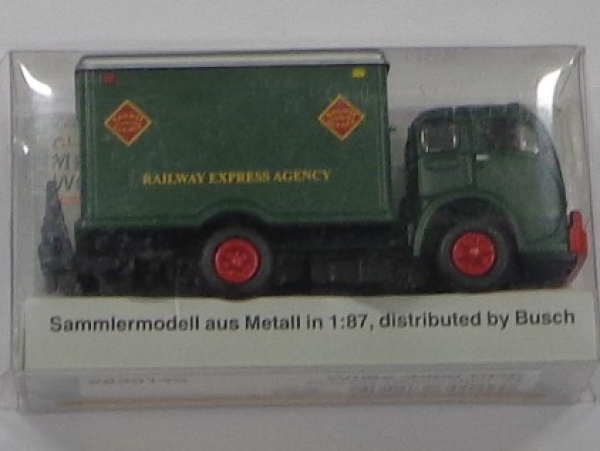 RAILWAY EXPRESS AGENCY
Sammlermodell aus Metall in 1:87, distributed by Busch